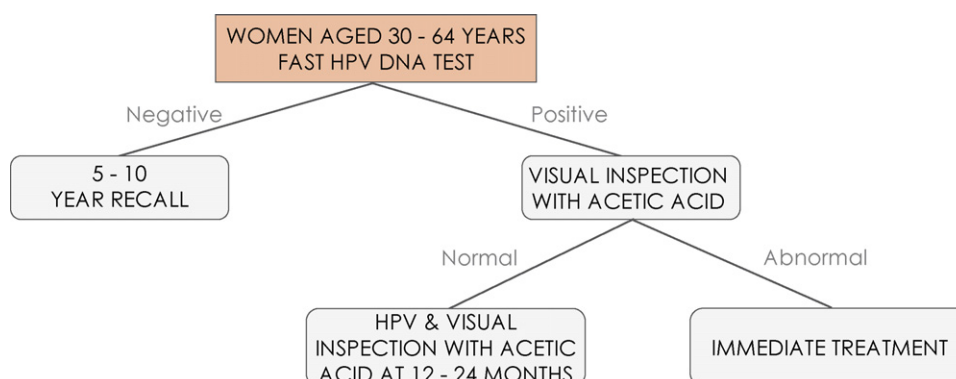 WOMEN AGED 30 - 64 YEARS
FAST HPV DNA TEST
Negative
Positive
5 - 10
YEAR RECALL
VISUAL INSPECTION
WITH ACETIC ACID
Normal
Abnormal
HPV & VISUAL
INSPECTION WITH ACETIC
ACID AT 12 - 24 MONTHS
IMMEDIATE TREATMENT